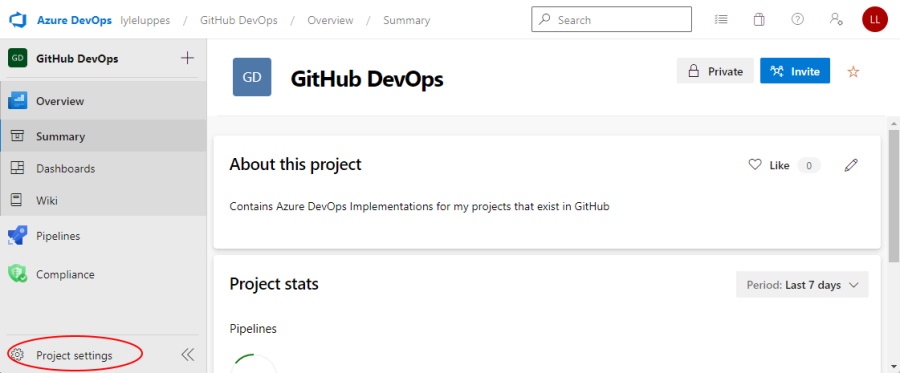 Azure DevOps lyleluppes / GitHub DevOps / Overview / Summary Search LL
GD GitHub DevOps
Overview
Summary
Dashboards
Wiki
Pipelines
Compliance
Project settings
GD GitHub DevOps Private Invite
About this project Like 0
Contains Azure DevOps Implementations for my projects that exist in GitHub
Project stats Period: Last 7 days
Pipelines